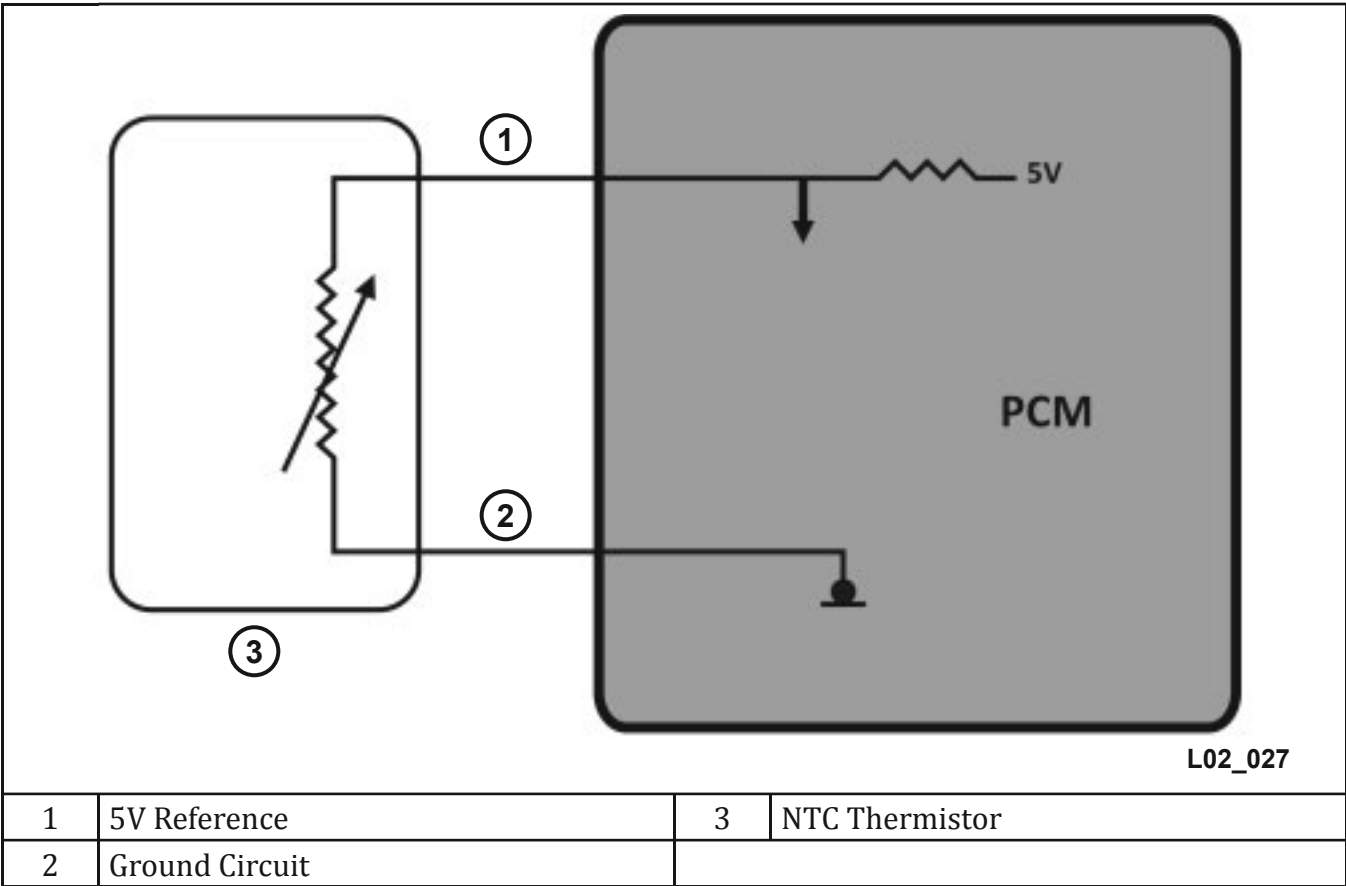 1
5V
PCM
2
3
L02_027
1 5V Reference 3 NTC Thermistor
2 Ground Circuit